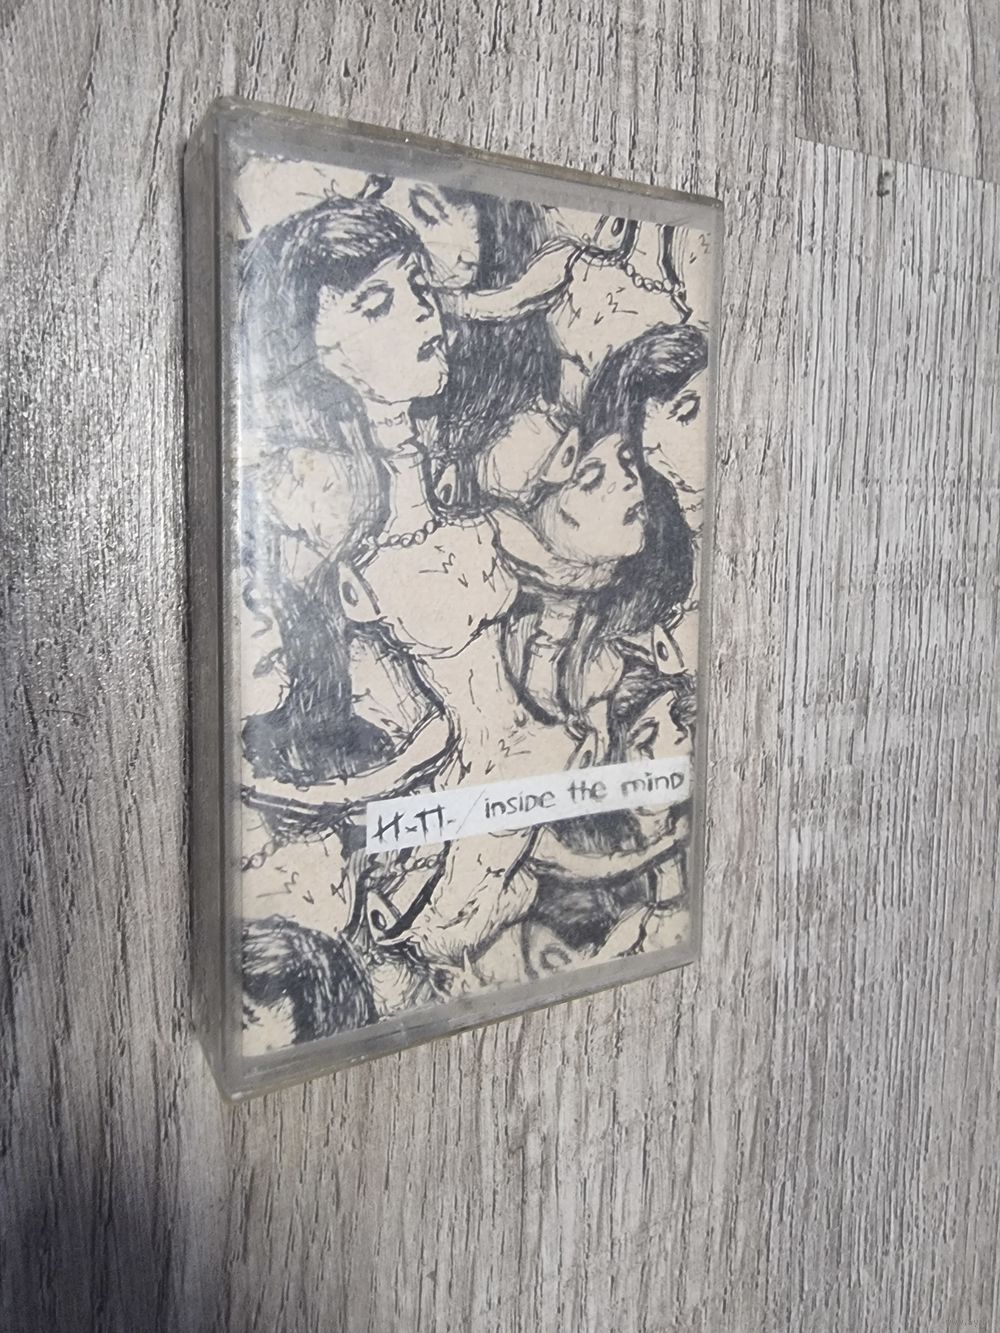 H-П-/inside the mind